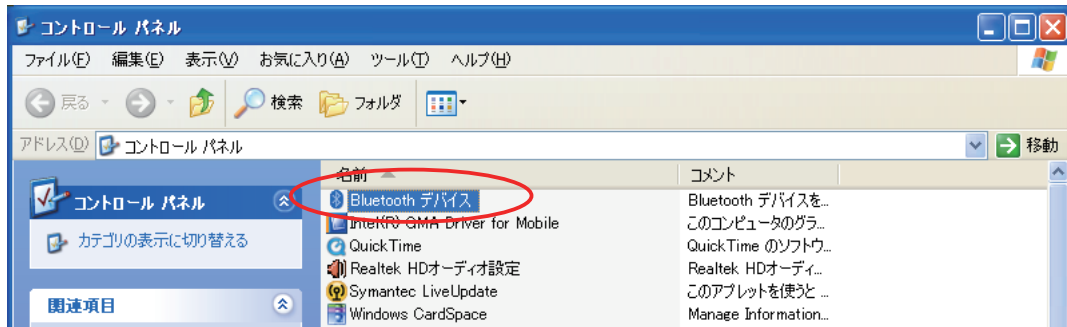 コントロール パネル
ファイル(F) 編集(E) 表示(V) お気に入り(A) ツール(T) ヘルプ(H)
戻る 検索 フォルダ
アドレス(D) コントロール パネル 移動
名前 コメント
コントロール パネル
カテゴリの表示に切り替える
関連項目
Bluetooth デバイス Bluetooth デバイスを...
Intel(R) GMA Driver for Mobile このコンピュータのグラ...
QuickTime QuickTime のソフトウ...
Realtek HDオーディオ設定 Realtek HDオーディ...
Symantec LiveUpdate このアプレットを使うと ...
Windows CardSpace Manage Information...